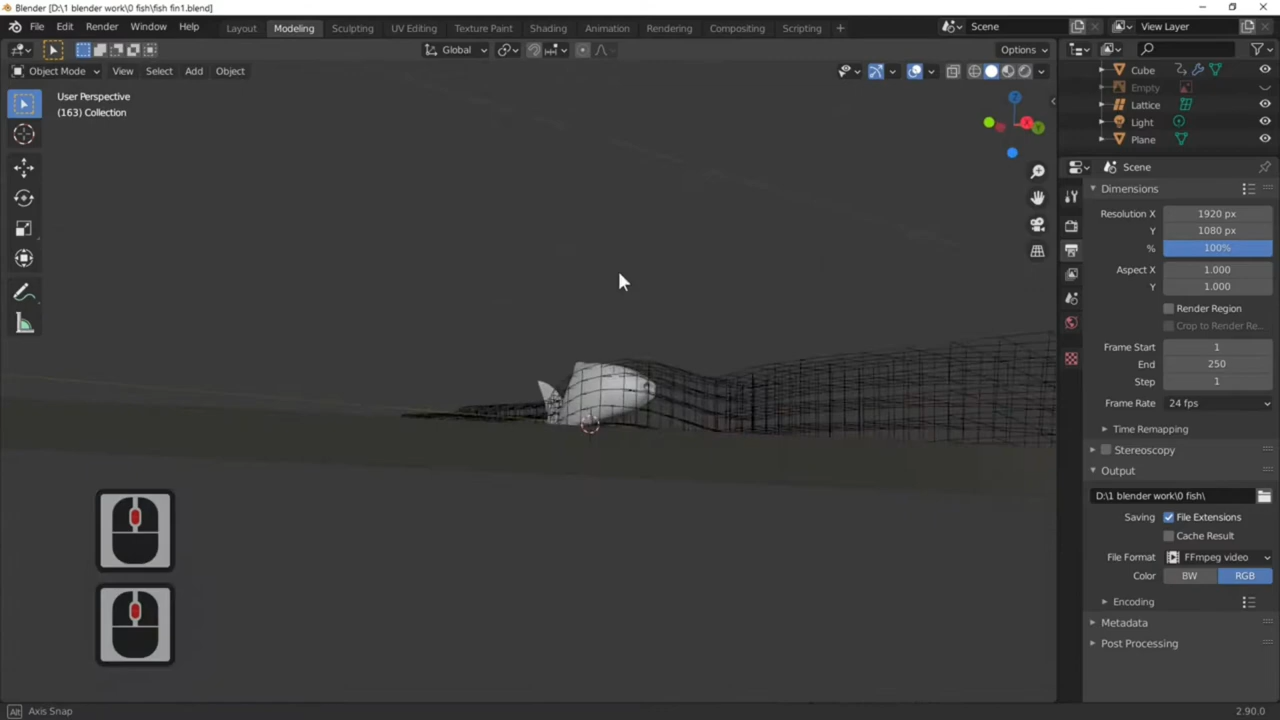 Blender [D:\1 blender work\0 fish\fish fin1.blend]
File Edit Render Window Help Layout Modeling Sculpting UV Editing Texture Paint Shading Animation Rendering Compositing Scripting + Scene View Layer
Global Options
Object Mode View Select Add Object
User Perspective
(163) Collection
Z
X
Y
Cube
Empty
Lattice
Light
Plane
Scene
Dimensions
Resolution X 1920 px
Y 1080 px
% 100%
Aspect X 1.000
Y 1.000
Render Region
Crop to Render Re...
Frame Start 1
End 250
Step 1
Frame Rate 24 fps
Time Remapping
Stereoscopy
Output
D:\1 blender work\0 fish\
Saving File Extensions
Cache Result
File Format FFmpeg video
Color BW RGB
Encoding
Metadata
Post Processing
Alt Axis Snap 2.90.0